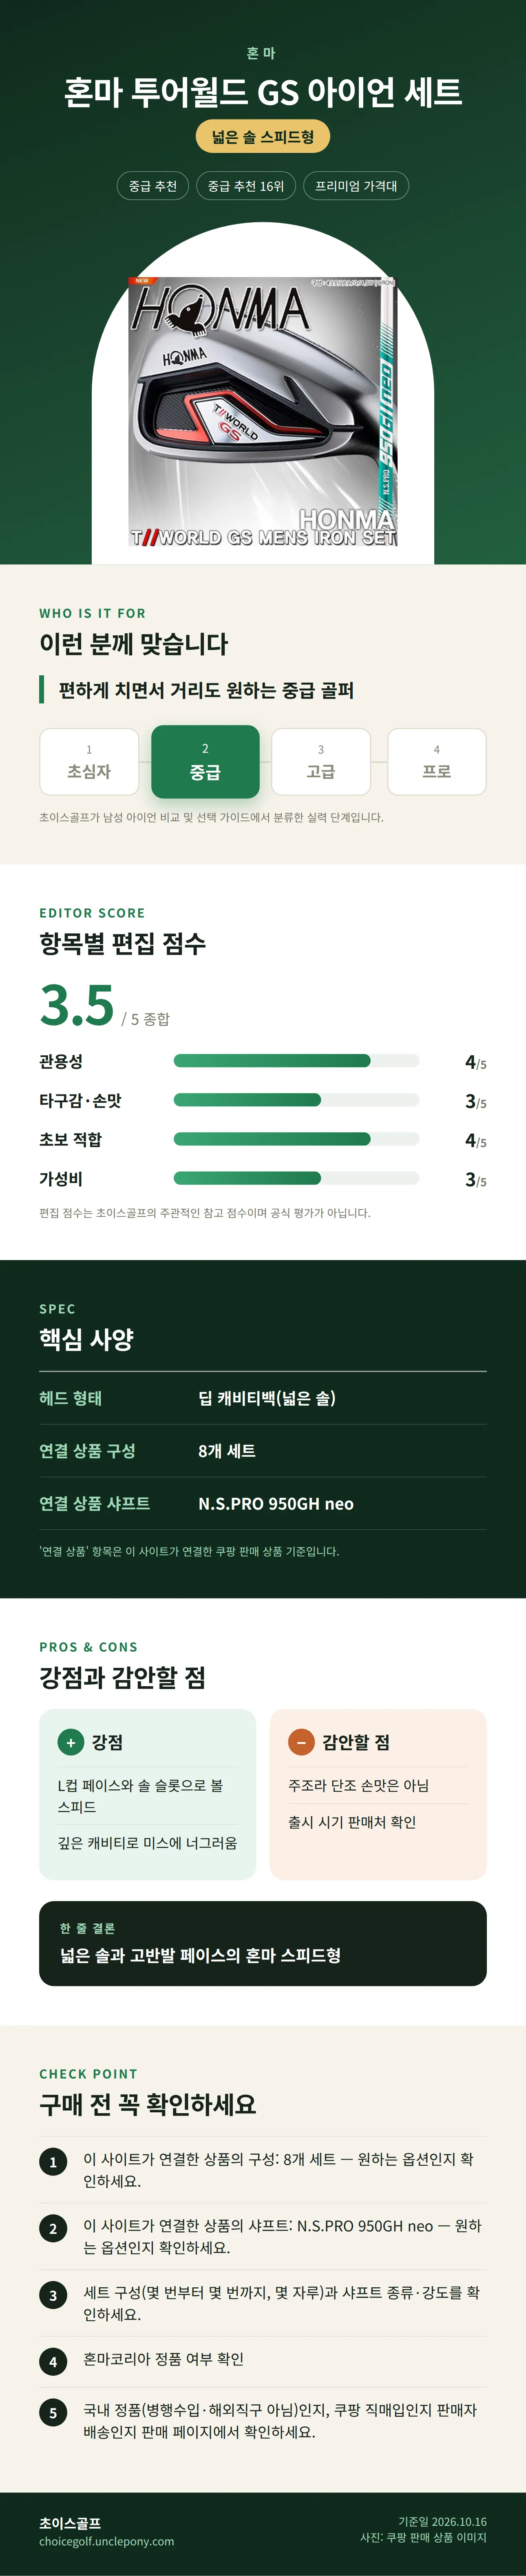 혼마
혼마 투어월드 GS 아이언 세트
넓은 솔 스피드형
중급 추천
중급 추천 16위
프리미엄 가격대
NEW
HONMA
HONMA
T//WORLD
GS
N.S.PRO 950GH neo
HONMA
T//WORLD GS MENS IRON SET
WHO IS IT FOR
이런 분께 맞습니다
편하게 치면서 거리도 원하는 중급 골퍼
1
초심자
2
중급
3
고급
4
프로
초이스골프가 남성 아이언 비교 및 선택 가이드에서 분류한 실력 단계입니다.
EDITOR SCORE
항목별 편집 점수
3.5 / 5 종합
관용성 4/5
타구감·손맛 3/5
초보 적합 4/5
가성비 3/5
편집 점수는 초이스골프의 주관적인 참고 점수이며 공식 평가가 아닙니다.
SPEC
핵심 사양
헤드 형태 딥 캐비티백(넓은 솔)
연결 상품 구성 8개 세트
연결 상품 샤프트 N.S.PRO 950GH neo
'연결 상품' 항목은 이 사이트가 연결한 쿠팡 판매 상품 기준입니다.
PROS & CONS
강점과 감안할 점
+ 강점
L컵 페이스와 솔 슬롯으로 볼
스피드
깊은 캐비티로 미스에 너그러움
− 감안할 점
주조라 단조 손맛은 아님
출시 시기 판매처 확인
한 줄 결론
넓은 솔과 고반발 페이스의 혼마 스피드형
CHECK POINT
구매 전 꼭 확인하세요
1 이 사이트가 연결한 상품의 구성: 8개 세트 — 원하는 옵션인지 확
인하세요.
2 이 사이트가 연결한 상품의 샤프트: N.S.PRO 950GH neo — 원하
는 옵션인지 확인하세요.
3 세트 구성(몇 번부터 몇 번까지, 몇 자루)과 샤프트 종류·강도를 확
인하세요.
4 혼마코리아 정품 여부 확인
5 국내 정품(병행수입·해외직구 아님)인지, 쿠팡 직매입인지 판매자
배송인지 판매 페이지에서 확인하세요.
초이스골프
choicegolf.unclepony.com
기준일 2026.10.16
사진: 쿠팡 판매 상품 이미지